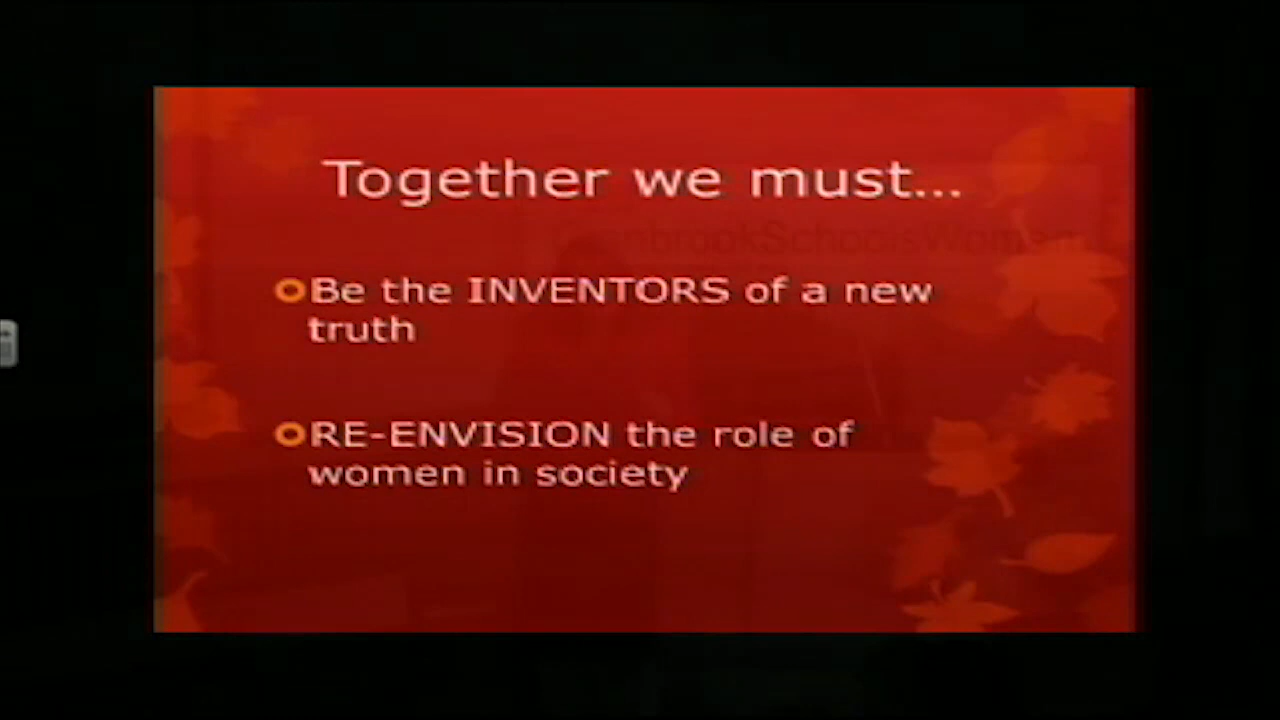 Together we must...
Be the INVENTORS of a new
truth
RE-ENVISION the role of
women in society